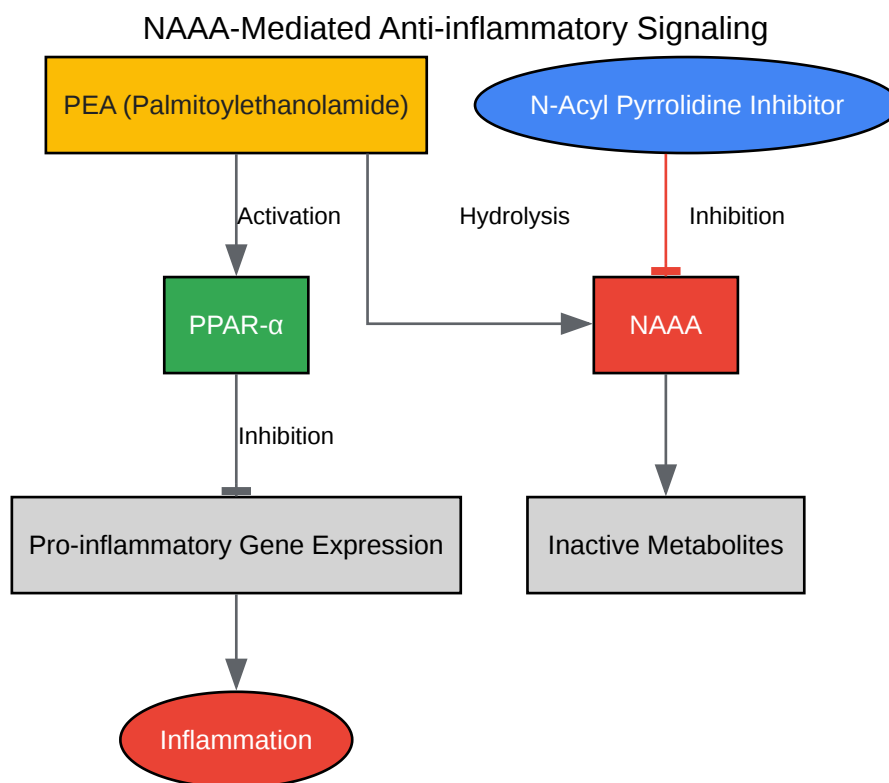 NAAA-Mediated Anti-inflammatory Signaling
PEA (Palmitoylethanolamide)
N-Acyl Pyrrolidine Inhibitor
Activation
Hydrolysis
Inhibition
PPAR-α
NAAA
Inhibition
Pro-inflammatory Gene Expression
Inactive Metabolites
Inflammation